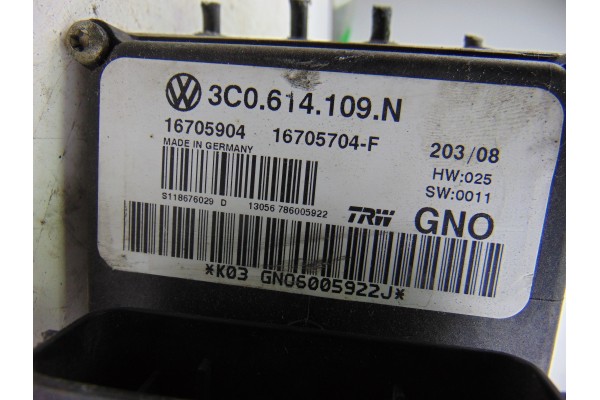 3C0.614.109.N
16705904 16705704-F
MADE IN GERMANY
203/08
HW:025
SW:0011
S118676029 D 13056 786005922
TRW GNO
*K03 GNO6005922J*